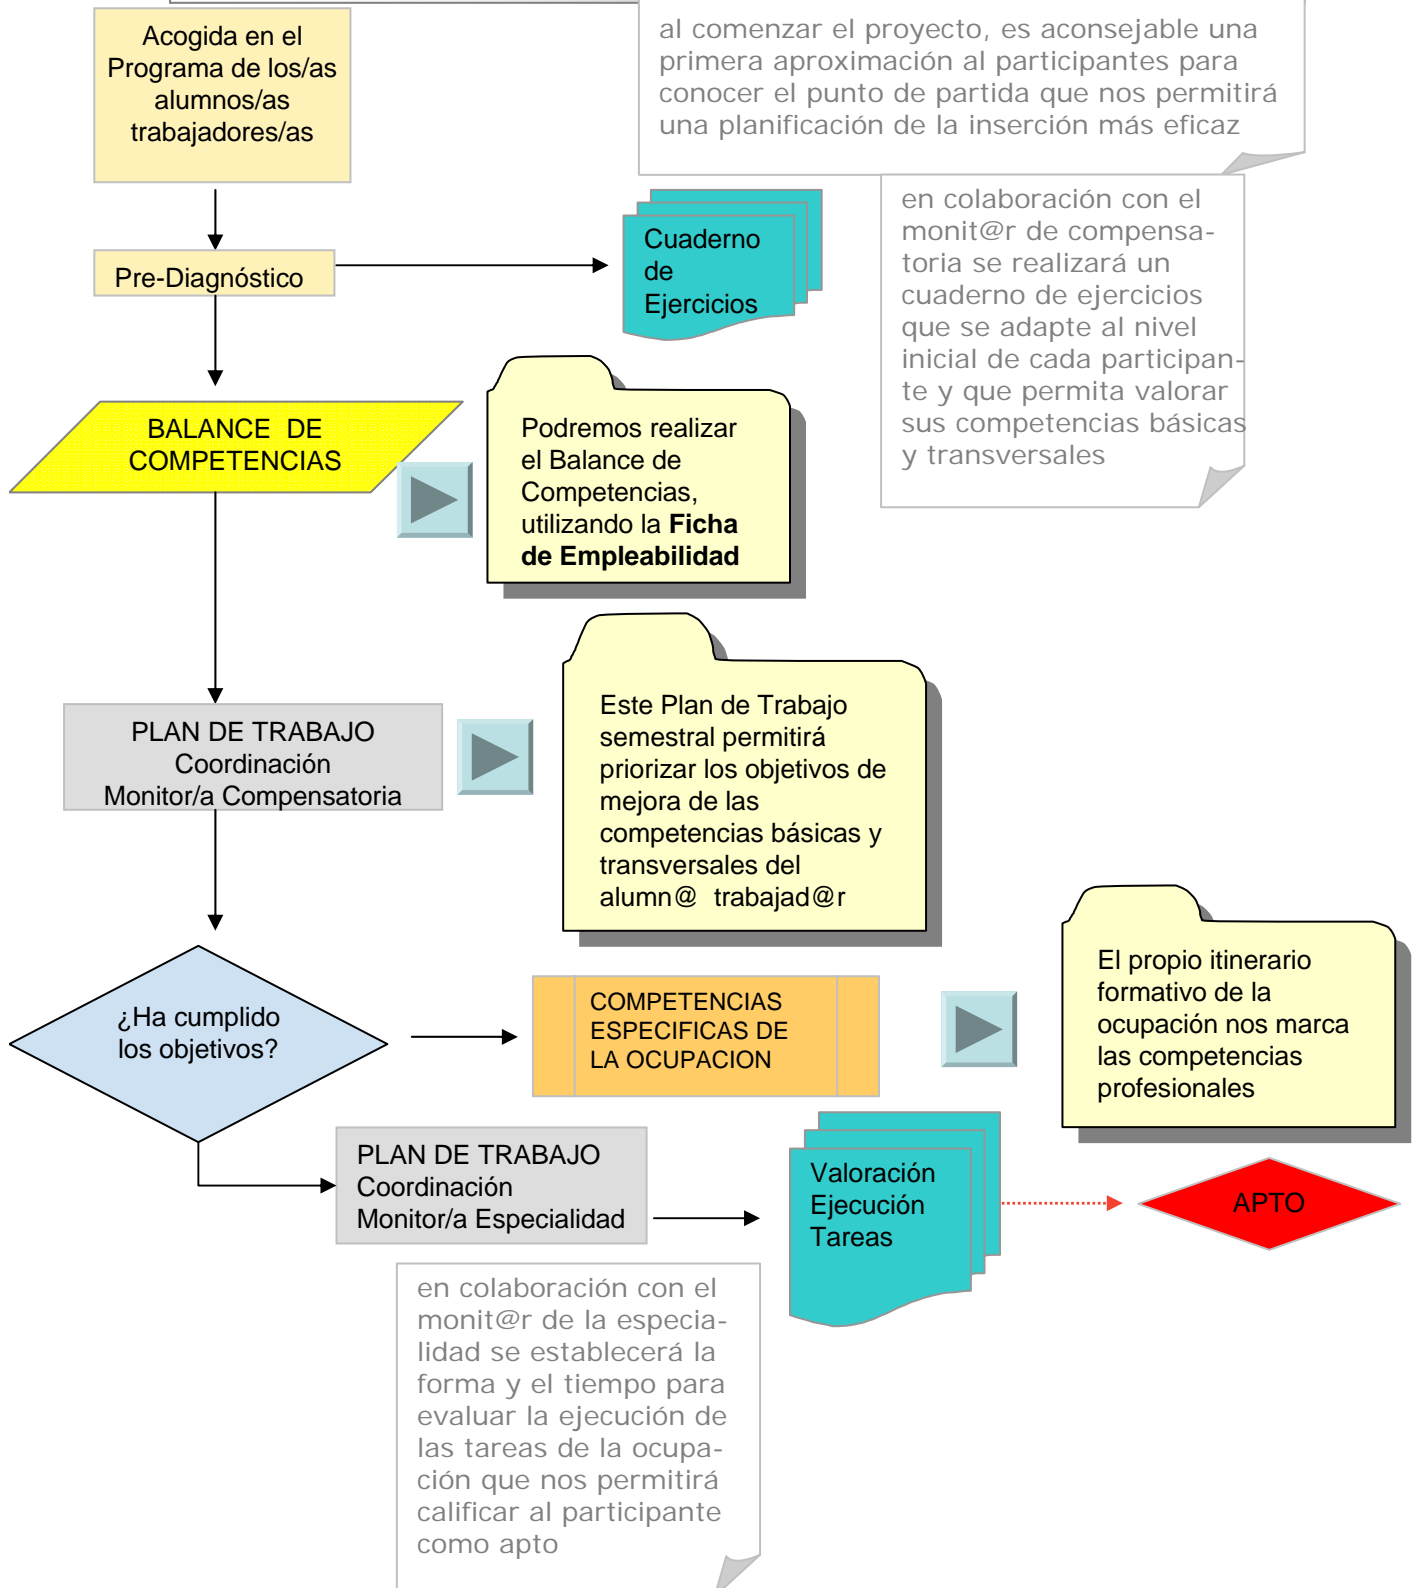 Acogida en el
Programa de los/as
alumnos/as
trabajadores/as
al comenzar el proyecto, es aconsejable una
primera aproximación al participantes para
conocer el punto de partida que nos permitirá
una planificación de la inserción más eficaz
Pre-Diagnóstico
Cuaderno
de
Ejercicios
en colaboración con el
monit@r de compensa-
toria se realizará un
cuaderno de ejercicios
que se adapte al nivel
inicial de cada participan-
te y que permita valorar
sus competencias básicas
y transversales
BALANCE DE
COMPETENCIAS
Podremos realizar
el Balance de
Competencias,
utilizando la Ficha
de Empleabilidad
PLAN DE TRABAJO
Coordinación
Monitor/a Compensatoria
Este Plan de Trabajo
semestral permitirá
priorizar los objetivos de
mejora de las
competencias básicas y
transversales del
alumn@ trabajad@r
¿Ha cumplido
los objetivos?
COMPETENCIAS
ESPECIFICAS DE
LA OCUPACION
El propio itinerario
formativo de la
ocupación nos marca
las competencias
profesionales
PLAN DE TRABAJO
Coordinación
Monitor/a Especialidad
Valoración
Ejecución
Tareas
APTO
en colaboración con el
monit@r de la especia-
lidad se establecerá la
forma y el tiempo para
evaluar la ejecución de
las tareas de la ocupa-
ción que nos permitirá
calificar al participante
como apto